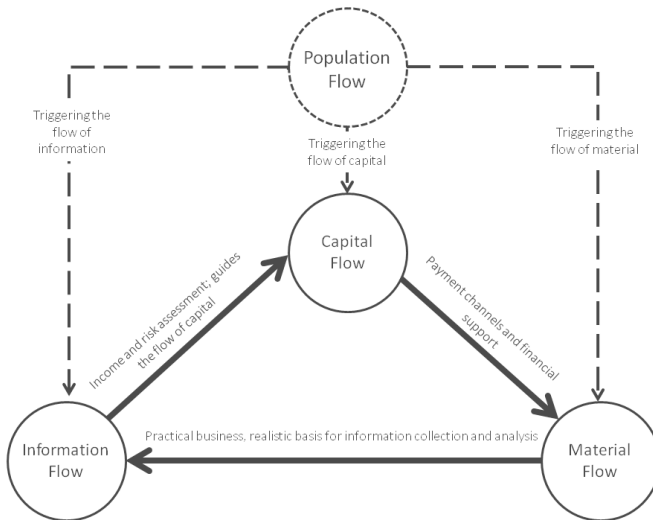 Population
Flow
Triggering the
flow of
information
Triggering the
flow of capital
Triggering the
flow of material
Capital
Flow
Income and risk assessment; guides
the flow of capital
Payment channels and financial
support
Information
Flow
Practical business, realistic basis for information collection and analysis
Material
Flow